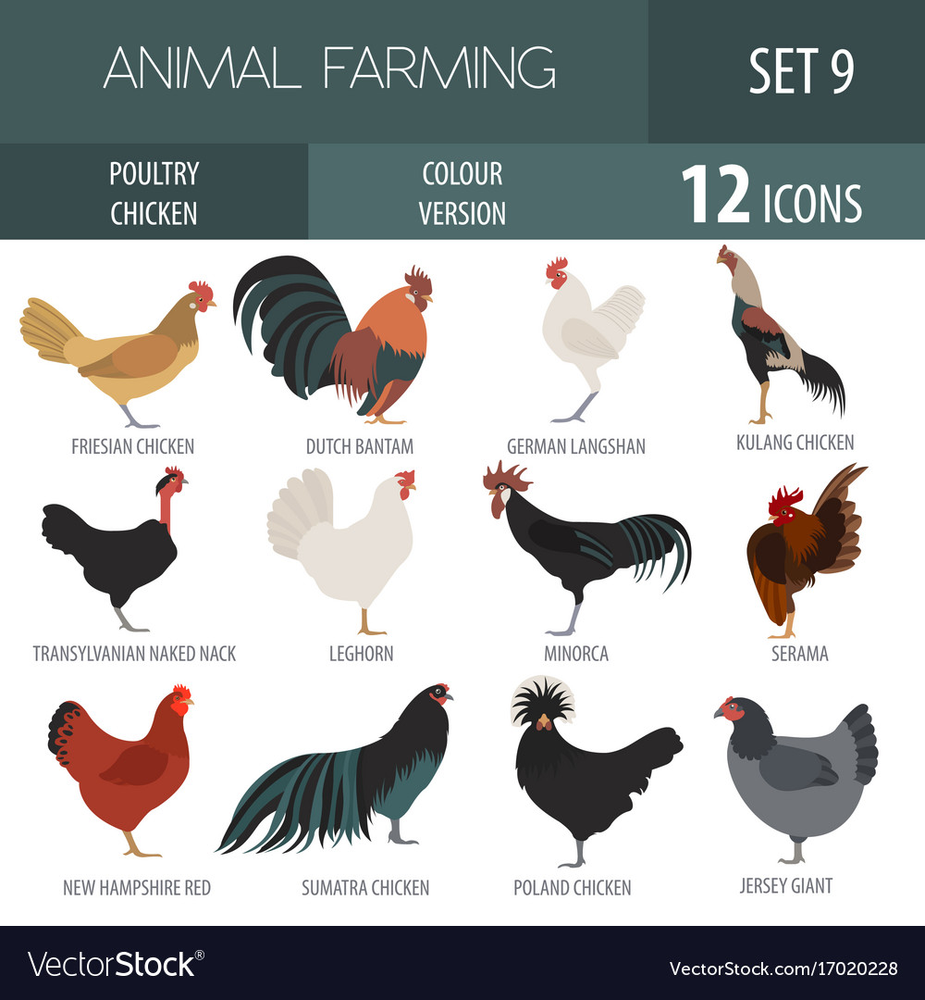 ANIMAL FARMING
SET 9
POULTRY
CHICKEN
COLOUR
VERSION
12 ICONS
FRIESIAN CHICKEN
DUTCH BANTAM
GERMAN LANGSHAN
KULANG CHICKEN
TRANSYLVANIAN NAKED NACK
LEGHORN
MINORCA
SERAMA
NEW HAMPSHIRE RED
SUMATRA CHICKEN
POLAND CHICKEN
JERSEY GIANT
VectorStock®
VectorStock.com/17020228